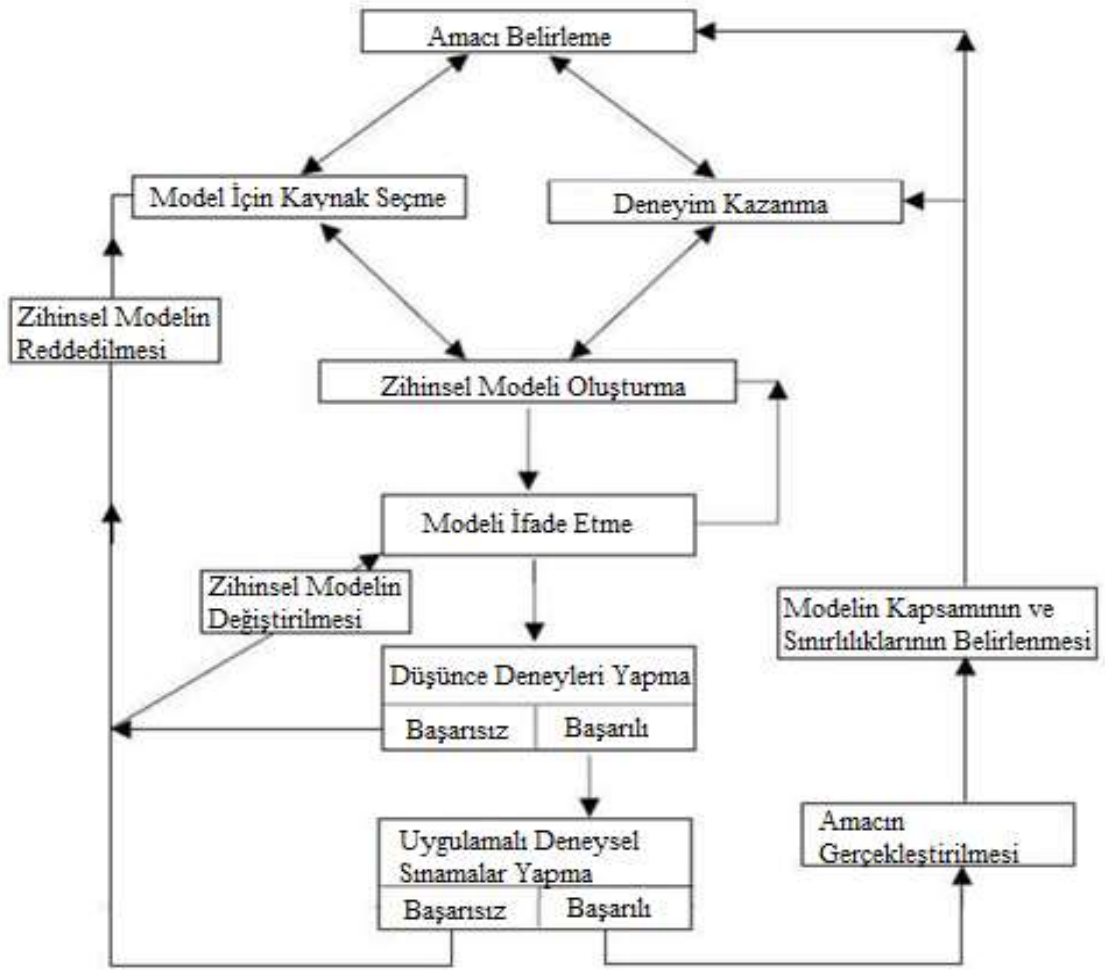 Amacı Belirleme
Model İçin Kaynak Seçme
Deneyim Kazanma
Zihinsel Modelin
Reddedilmesi
Zihinsel Modeli Oluşturma
Modeli İfade Etme
Zihinsel Modelin
Değiştirilmesi
Modelin Kapsamının ve
Sınırlılıklarının Belirlenmesi
Düşünce Deneyleri Yapma
Başarısız Başarılı
Uygulamalı Deneysel
Sınamalar Yapma
Başarısız Başarılı
Amacın
Gerçekleştirilmesi